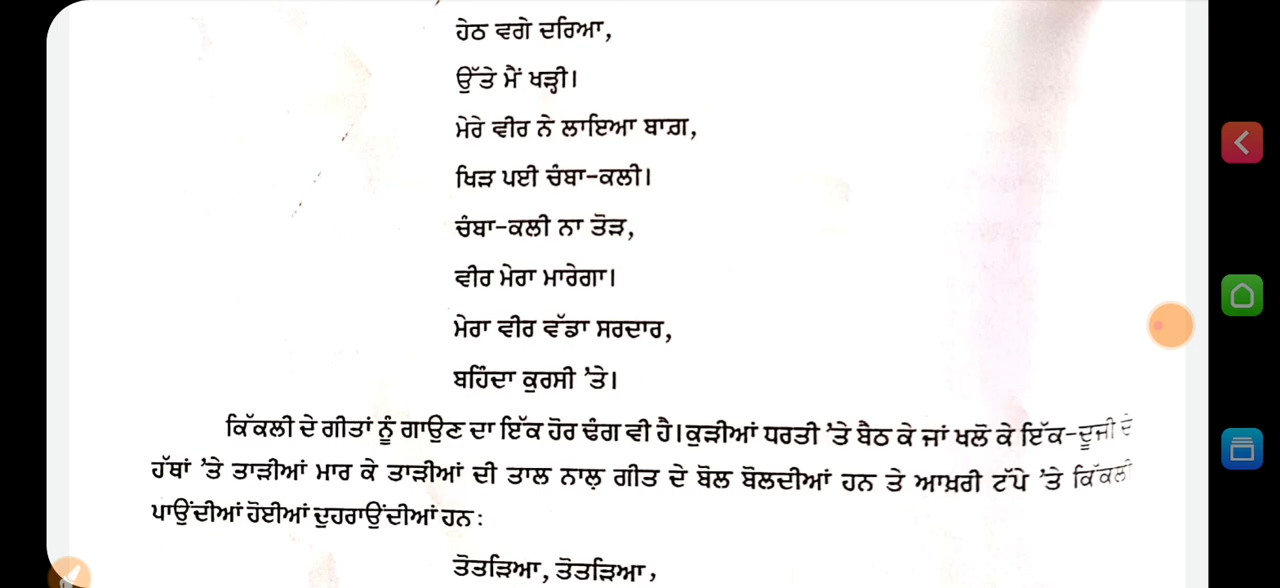 ਹੇਠ ਵਗੇ ਦਰਿਆ,
ਉੱਤੇ ਮੈਂ ਖੜ੍ਹੀ।
ਮੇਰੇ ਵੀਰ ਨੇ ਲਾਇਆ ਬਾਗ਼,
ਖਿੜ ਪਈ ਚੰਬਾ-ਕਲੀ।
ਚੰਬਾ-ਕਲੀ ਨਾ ਤੋੜ,
ਵੀਰ ਮੇਰਾ ਮਾਰੇਗਾ।
ਮੇਰਾ ਵੀਰ ਵੱਡਾ ਸਰਦਾਰ,
ਬਹਿੰਦਾ ਕੁਰਸੀ ’ਤੇ।
ਕਿੱਕਲੀ ਦੇ ਗੀਤਾਂ ਨੂੰ ਗਾਉਣ ਦਾ ਇੱਕ ਹੋਰ ਢੰਗ ਵੀ ਹੈ। ਕੁੜੀਆਂ ਧਰਤੀ ’ਤੇ ਬੈਠ ਕੇ ਜਾਂ ਖਲੋ ਕੇ ਇੱਕ-ਦੂਜੀ ਦੇ
ਹੱਥਾਂ ’ਤੇ ਤਾੜੀਆਂ ਮਾਰ ਕੇ ਤਾੜੀਆਂ ਦੀ ਤਾਲ ਨਾਲ਼ ਗੀਤ ਦੇ ਬੋਲ ਬੋਲਦੀਆਂ ਹਨ ਤੇ ਆਖ਼ਰੀ ਟੱਪੇ ’ਤੇ ਕਿੱਕਲੀ
ਪਾਉਂਦੀਆਂ ਹੋਈਆਂ ਦੁਹਰਾਉਂਦੀਆਂ ਹਨ :
ਤੋਤੜਿਆ, ਤੋਤੜਿਆ,